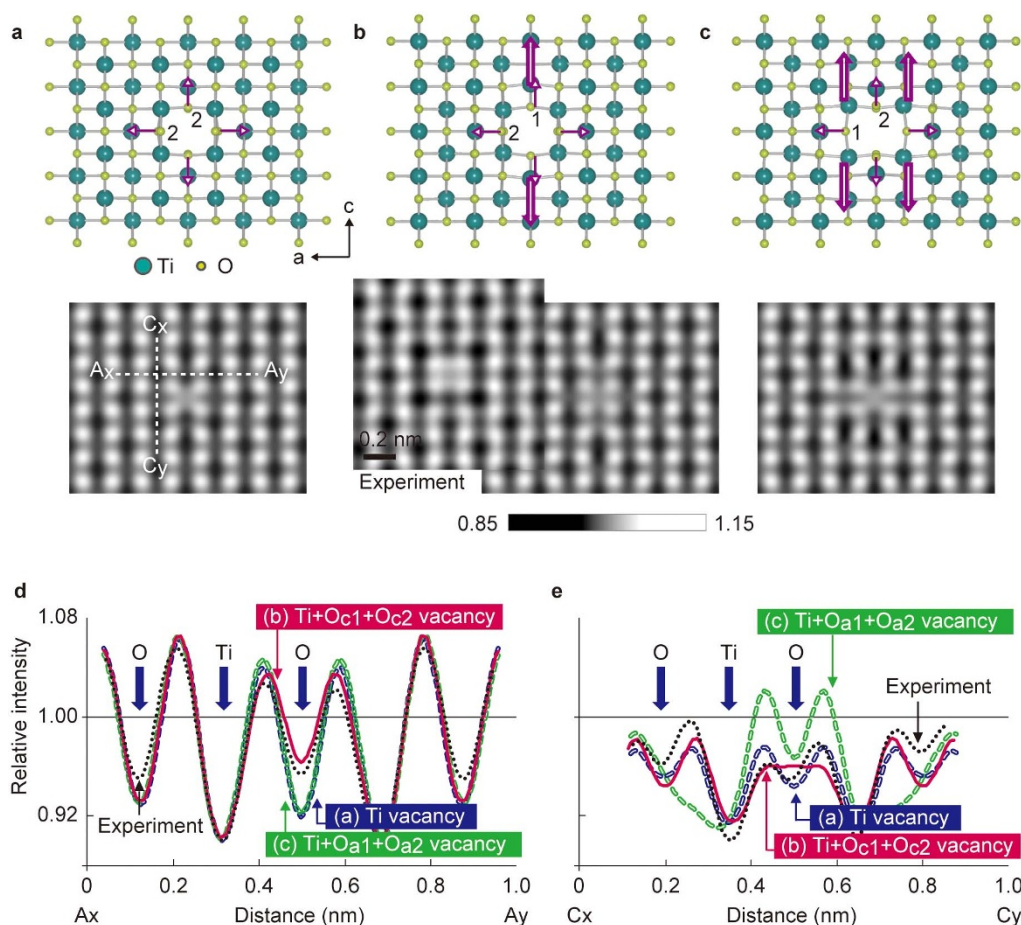 a
b
c
2
2
1
2
2
1
c
a
Ti
O
Cx
Ax
Ay
Cy
0.2 nm
Experiment
0.85
1.15
d
e
1.08
1.00
0.92
Relative intensity
(b) Ti+Oc1+Oc2 vacancy
O
Ti
O
Experiment
(a) Ti vacancy
(c) Ti+Oa1+Oa2 vacancy
0
0.2
0.4
0.6
0.8
1.0
Ax
Distance (nm)
Ay
(c) Ti+Oa1+Oa2 vacancy
O
Ti
O
Experiment
(a) Ti vacancy
(b) Ti+Oc1+Oc2 vacancy
0
0.2
0.4
0.6
0.8
1.0
Cx
Distance (nm)
Cy